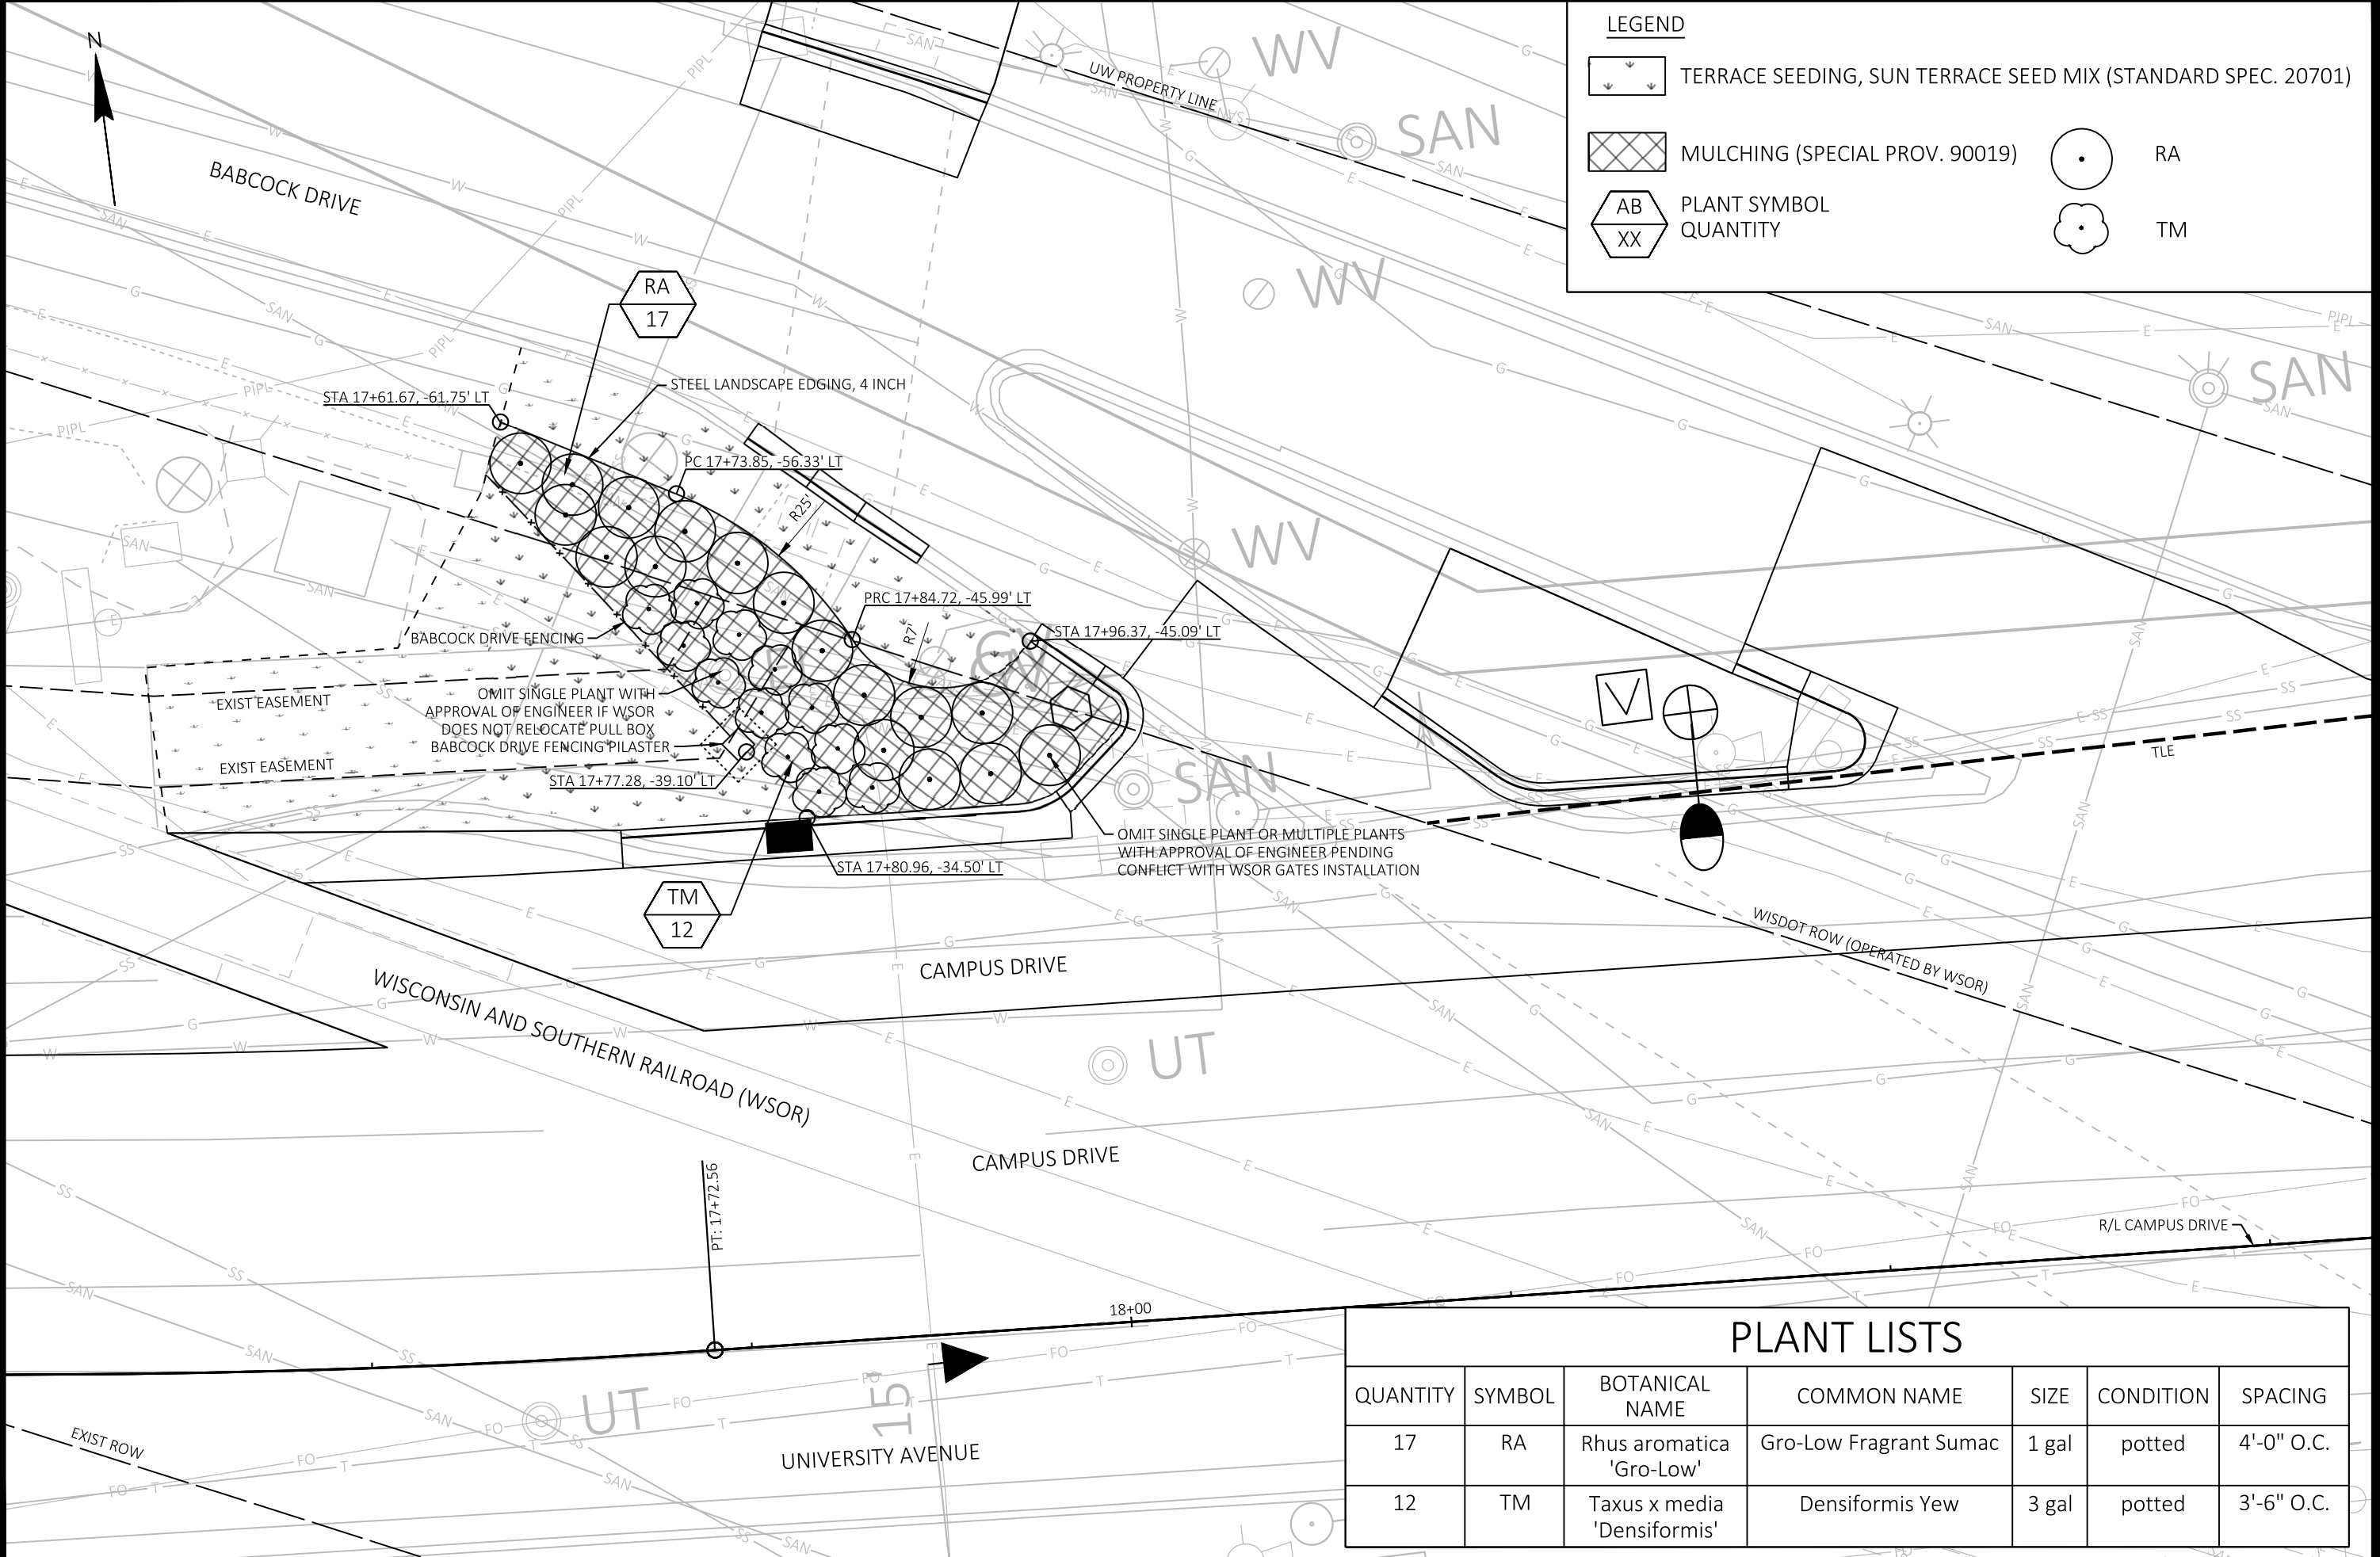 LEGEND
TERRACE SEEDING, SUN TERRACE SEED MIX (STANDARD SPEC. 20701)
MULCHING (SPECIAL PROV. 90019)
RA
AB
XX
PLANT SYMBOL
QUANTITY
TM
N
BABCOCK DRIVE
UW PROPERTY LINE
WV
SAN
WV
SAN
WV
SAN
RA
17
STEEL LANDSCAPE EDGING, 4 INCH
STA 17+61.67, -61.75' LT
PC 17+73.85, -56.33' LT
R25'
PRC 17+84.72, -45.99' LT
R7'
STA 17+96.37, -45.09' LT
BABCOCK DRIVE FENCING
OMIT SINGLE PLANT WITH
APPROVAL OF ENGINEER IF WSOR
DOES NOT RELOCATE PULL BOX
BABCOCK DRIVE FENCING PILASTER
EXIST EASEMENT
EXIST EASEMENT
STA 17+77.28, -39.10' LT
STA 17+80.96, -34.50' LT
OMIT SINGLE PLANT OR MULTIPLE PLANTS
WITH APPROVAL OF ENGINEER PENDING
CONFLICT WITH WSOR GATES INSTALLATION
TLE
TM
12
CAMPUS DRIVE
WISDOT ROW (OPERATED BY WSOR)
WISCONSIN AND SOUTHERN RAILROAD (WSOR)
UT
CAMPUS DRIVE
PT: 17+72.56
R/L CAMPUS DRIVE
18+00
UT
15
UNIVERSITY AVENUE
EXIST ROW
PLANT LISTS
QUANTITY SYMBOL BOTANICAL NAME COMMON NAME SIZE CONDITION SPACING
17 RA Rhus aromatica 'Gro-Low' Gro-Low Fragrant Sumac 1 gal potted 4'-0" O.C.
12 TM Taxus x media 'Densiformis' Densiformis Yew 3 gal potted 3'-6" O.C.